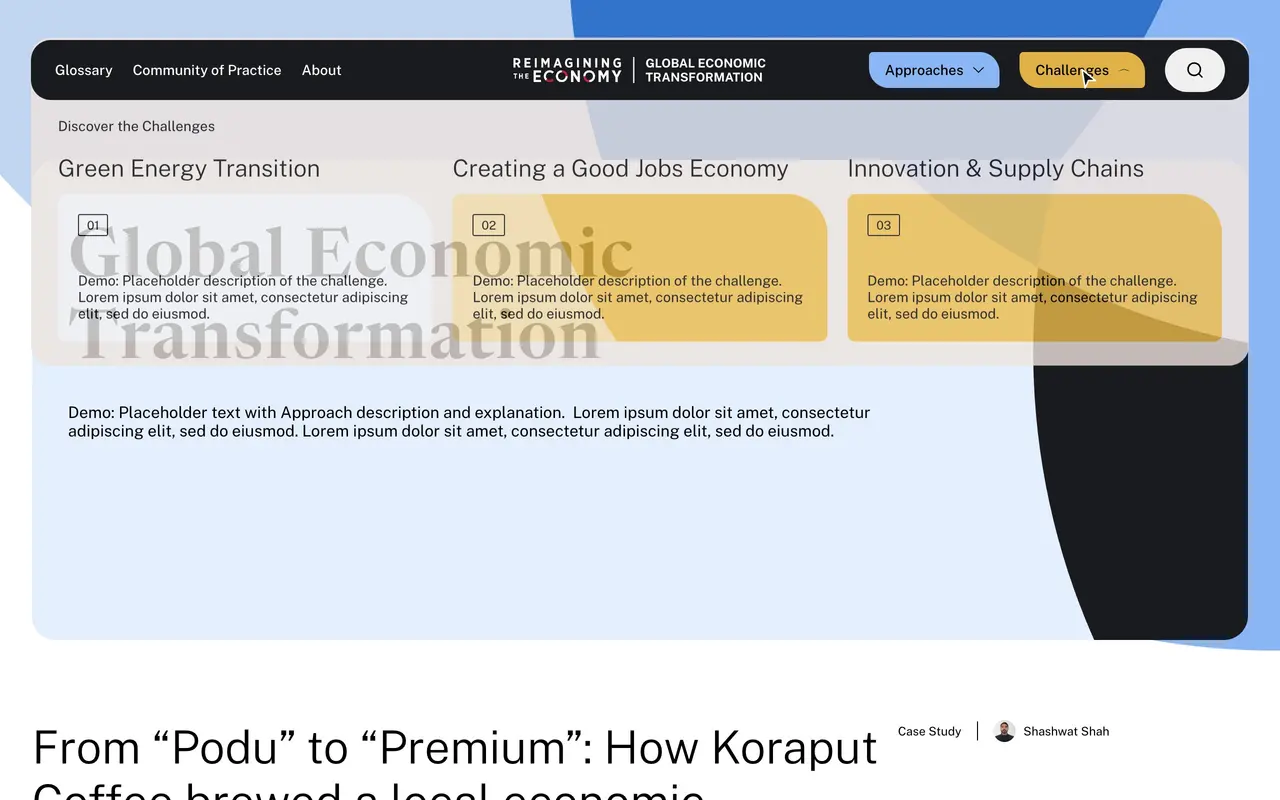 Glossary
Community of Practice
About
REIMAGINING
THE ECONOMY
GLOBAL ECONOMIC
TRANSFORMATION
Approaches
Challenges
Discover the Challenges
Green Energy Transition
Creating a Good Jobs Economy
Innovation & Supply Chains
01
02
03
Global Economic
Transformation
Demo: Placeholder description of the challenge.
Lorem ipsum dolor sit amet, consectetur adipiscing
elit, sed do eiusmod.
Demo: Placeholder description of the challenge.
Lorem ipsum dolor sit amet, consectetur adipiscing
elit, sed do eiusmod.
Demo: Placeholder description of the challenge.
Lorem ipsum dolor sit amet, consectetur adipiscing
elit, sed do eiusmod.
Demo: Placeholder text with Approach description and explanation.  Lorem ipsum dolor sit amet, consectetur
adipiscing elit, sed do eiusmod. Lorem ipsum dolor sit amet, consectetur adipiscing elit, sed do eiusmod.
From “Podu” to “Premium”: How Koraput
Coffee brewed a local economic
Case Study
Shashwat Shah